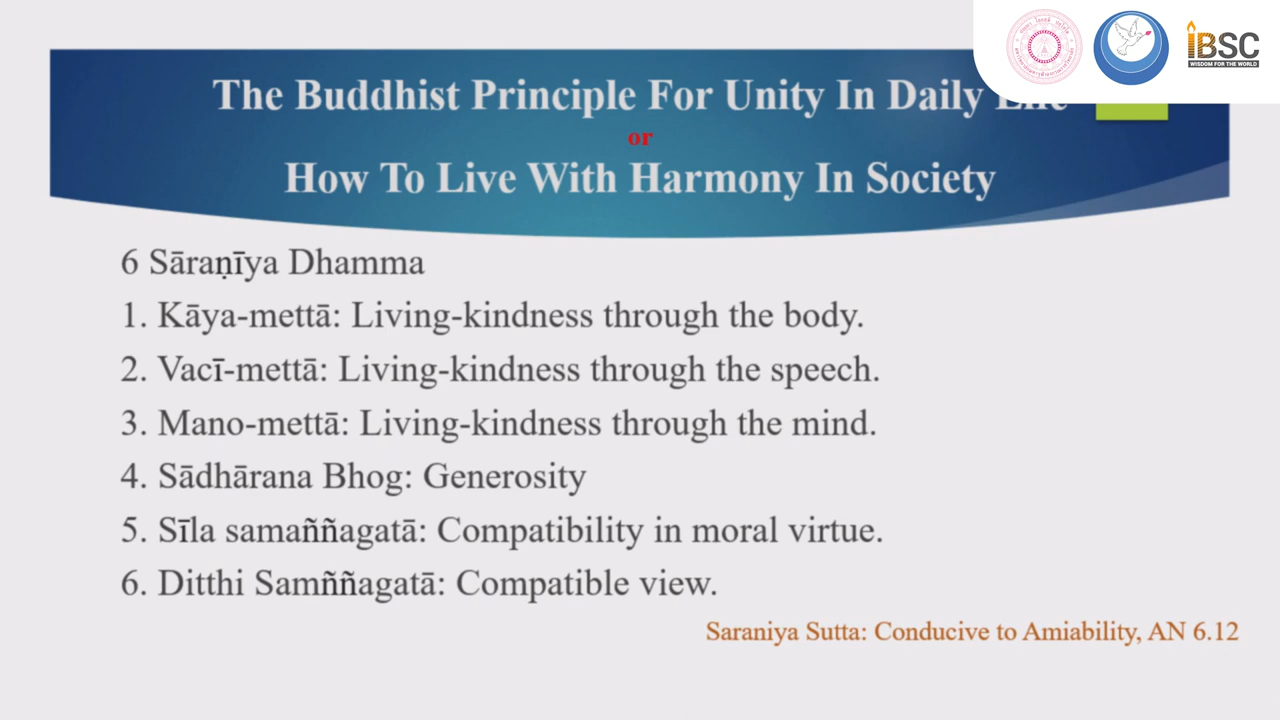 The Buddhist Principle For Unity In Daily Life
or
How To Live With Harmony In Society
iBSC
WISDOM FOR THE WORLD
6 Sāraṇīya Dhamma
1. Kāya-mettā: Living-kindness through the body.
2. Vacī-mettā: Living-kindness through the speech.
3. Mano-mettā: Living-kindness through the mind.
4. Sādhārana Bhog: Generosity
5. Sīla samaññagatā: Compatibility in moral virtue.
6. Ditthi Samññagatā: Compatible view.
Saraniya Sutta: Conducive to Amiability, AN 6.12